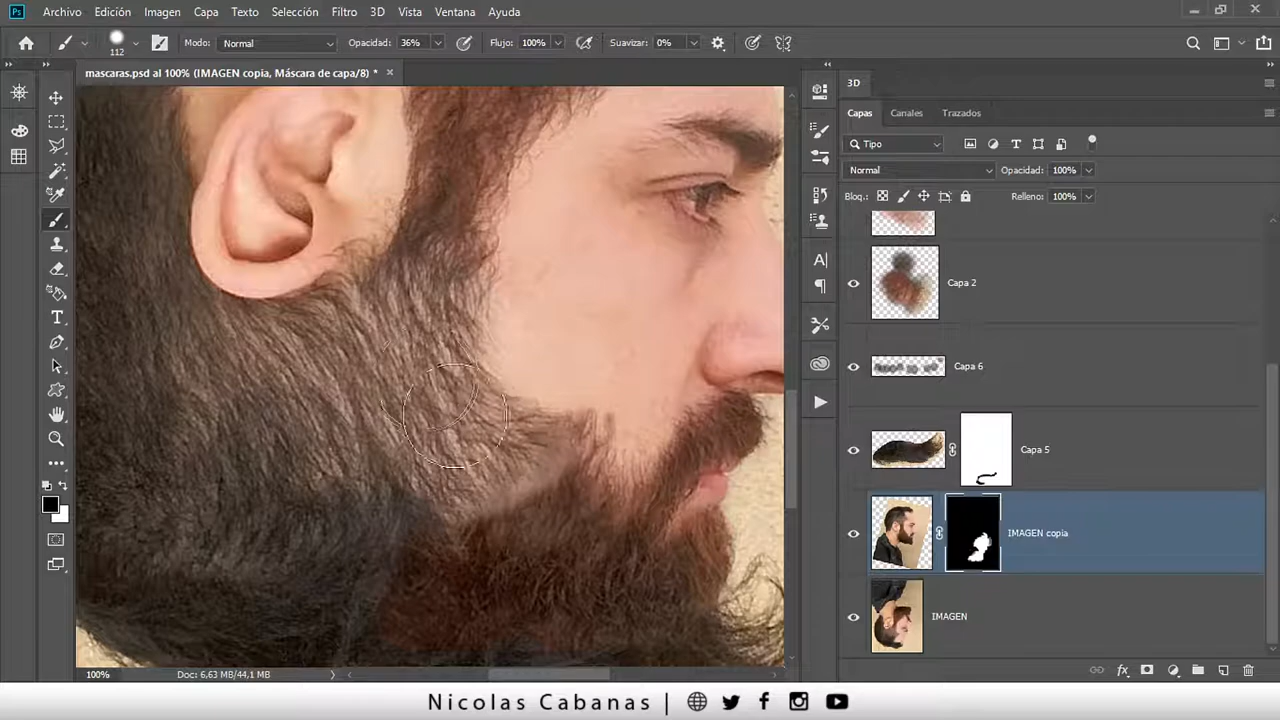 Ps Archivo Edición Imagen Capa Texto Selección Filtro 3D Vista Ventana Ayuda
112 Modo: Normal Opacidad: 36% Flujo: 100% Suavizar: 0%
mascaras.psd al 100% (IMAGEN copia, Máscara de capa/8) *
3D
Capas Canales Trazados
Tipo
Normal Opacidad: 100%
Bloq.: Relleno: 100%
Capa 2
Capa 6
Capa 5
IMAGEN copia
IMAGEN
100% Doc: 6,63 MB/44,1 MB
Nicolas Cabanas |